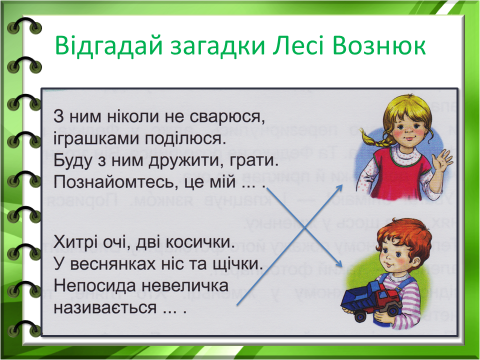 Відгадай загадки Лесі Вознюк
З ним ніколи не сварюся,
іграшками поділюся.
Буду з ним дружити, грати.
Познайомтесь, це мій ... .
Хитрі очі, дві косички.
У веснянках ніс та щічки.
Непосида невеличка
називається ... .